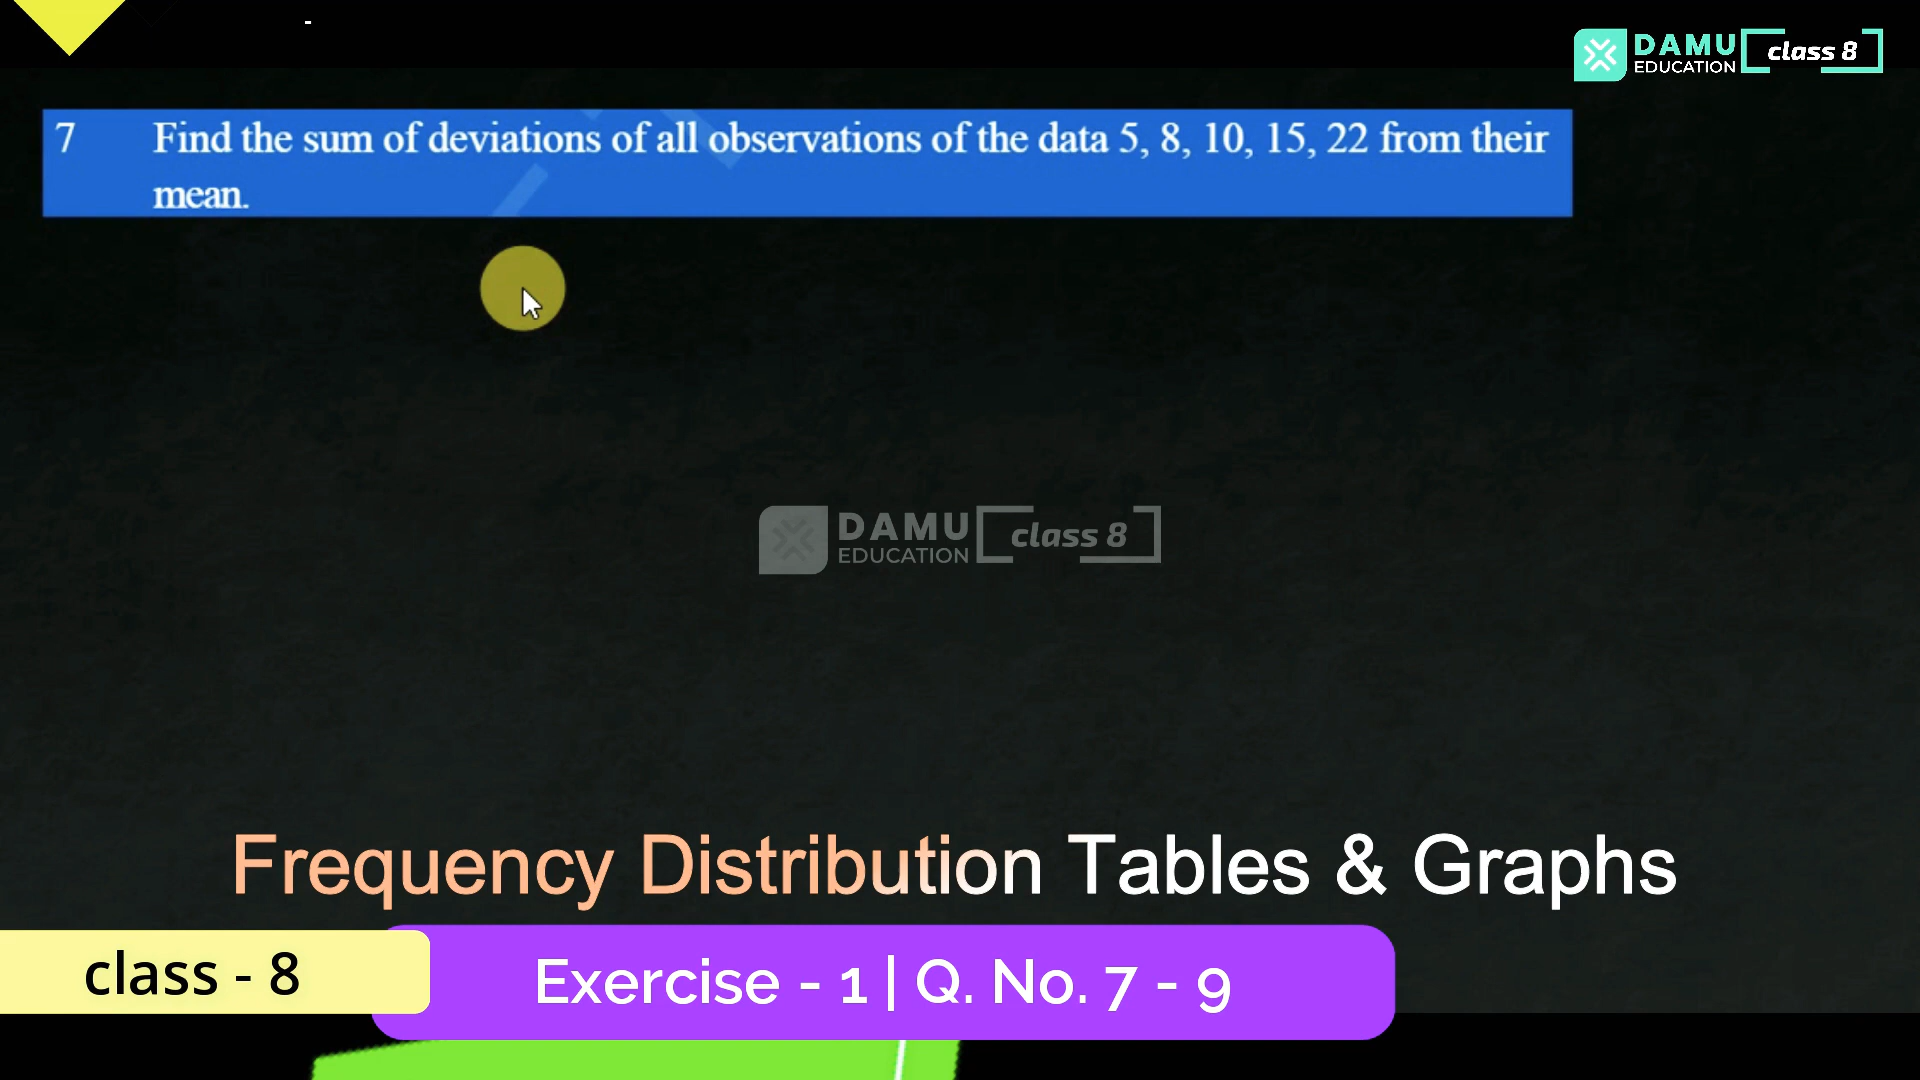 -
DAMU
EDUCATION
class 8
7 Find the sum of deviations of all observations of the data 5, 8, 10, 15, 22 from their
mean.
DAMU
EDUCATION
class 8
Frequency Distribution Tables & Graphs
class - 8
Exercise - 1 | Q. No. 7 - 9